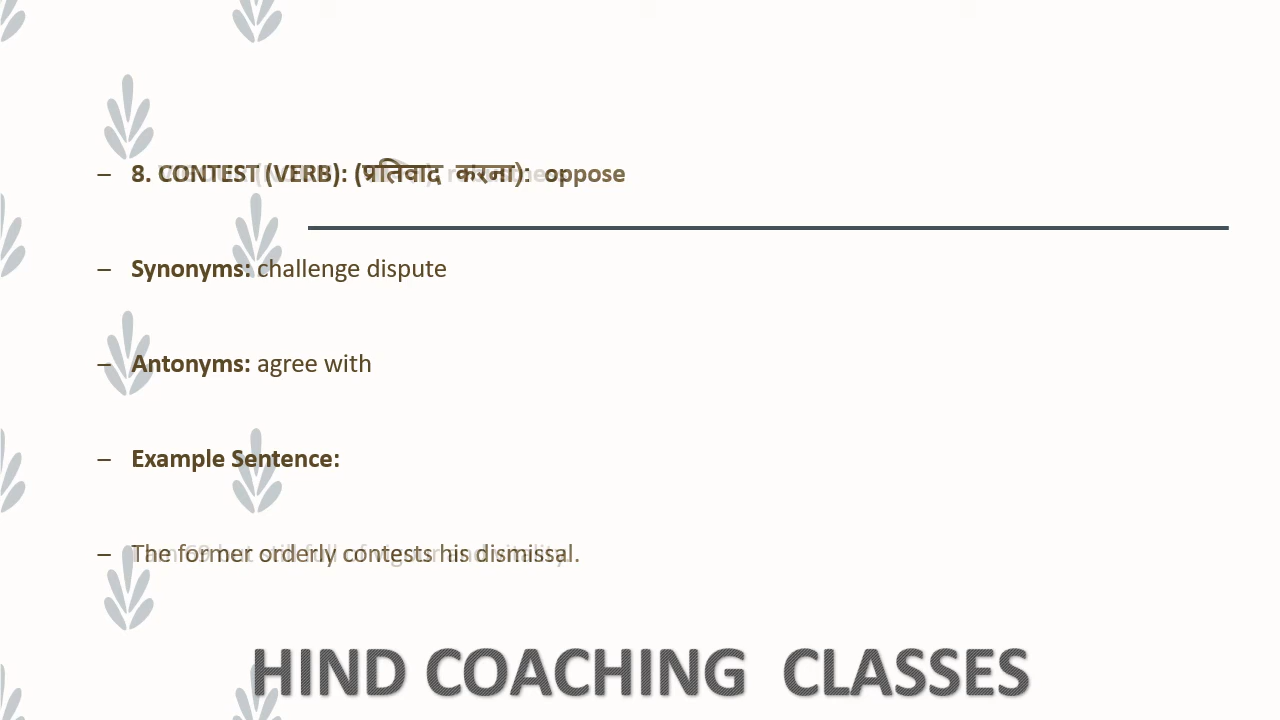 – 8. CONTEST (VERB): (प्रतिवाद करना): oppose
– Synonyms: challenge dispute
– Antonyms: agree with
– Example Sentence:
– The former orderly contests his dismissal.
HIND COACHING CLASSES